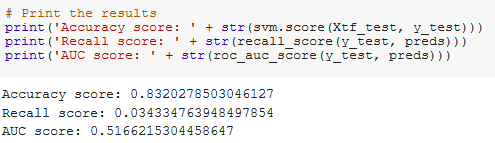 # Print the results
print('Accuracy score: ' + str(svm.score(Xtf_test, y_test)))
print('Recall score: ' + str(recall_score(y_test, preds)))
print('AUC score: ' + str(roc_auc_score(y_test, preds)))
Accuracy score: 0.8320278503046127
Recall score: 0.034334763948497854
AUC score: 0.5166215304458647